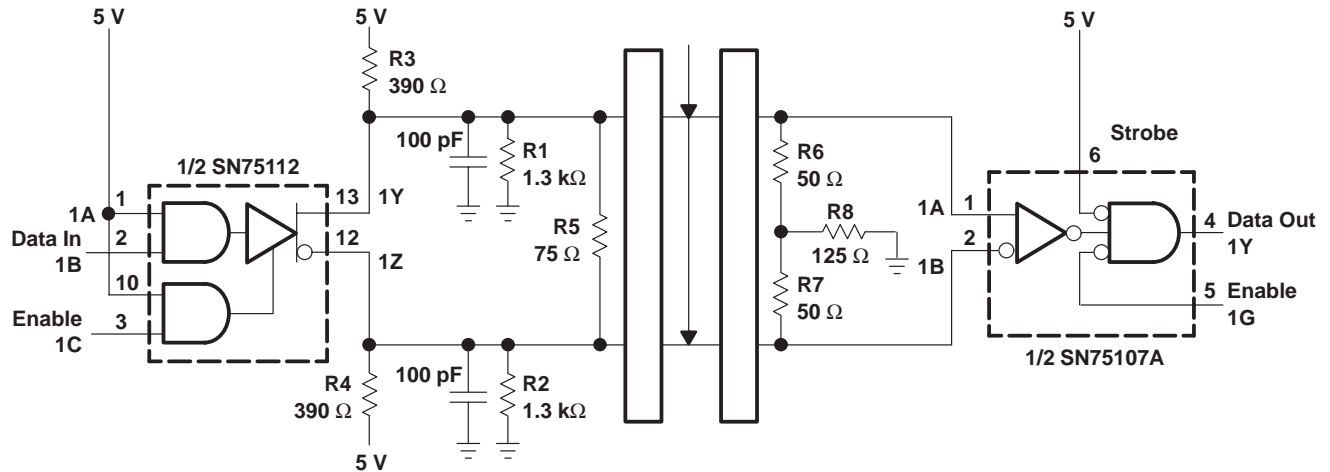 5 V
5 V
5 V
R3
390 Ω
Strobe
6
100 pF
R1
1.3 kΩ
R6
50 Ω
1/2 SN75112
1
13
1Y
1A
Data In
2
1B
12
1Z
R5
75 Ω
R8
125 Ω
1A
1
2
1B
4
Data Out
1Y
10
Enable
3
1C
R7
50 Ω
5
Enable
1G
1/2 SN75107A
R4
390 Ω
100 pF
R2
1.3 kΩ
5 V